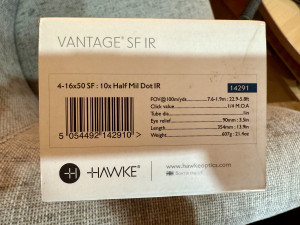 VANTAGE® SF IR
4-16x50 SF : 10x Half Mil Dot IR
14291
FOV@100m/yds 7.6-1.9m : 22.9-5.8ft
Click value 1/4 M.O.A
Tube dia. 1in
Eye relief 90mm : 3.5in
Length 354mm : 13.9in
Weight 607g : 21.4oz
5 054492 142910 >
HAWKE®
www.hawkeoptics.com